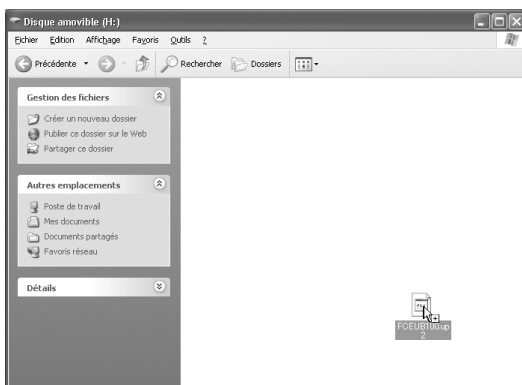 Disque amovible (H:)
Fichier Edition Affichage Favoris Outils ?
Précédente Rechercher Dossiers
Gestion des fichiers
Créer un nouveau dossier
Publier ce dossier sur le Web
Partager ce dossier
Autres emplacements
Poste de travail
Mes documents
Documents partagés
Favoris réseau
Détails
FCEUB100.up
2